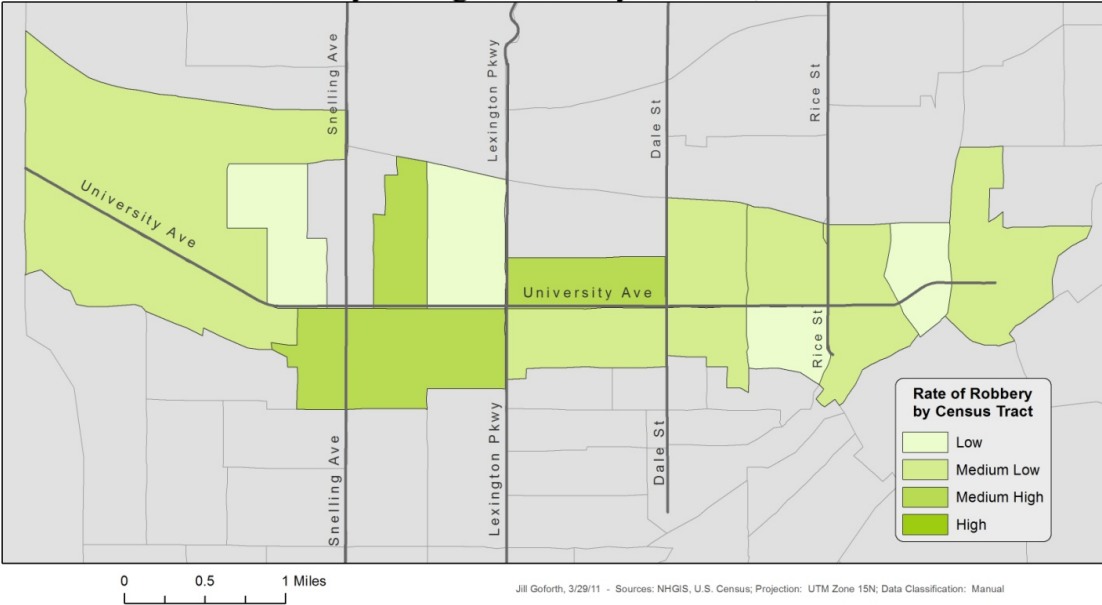 Snelling Ave
Lexington Pkwy
Dale St
Rice St
University Ave
University Ave
Rice St
Snelling Ave
Lexington Pkwy
Dale St
Rate of Robbery
by Census Tract
Low
Medium Low
Medium High
High
0 0.5 1 Miles
Jill Goforth, 3/29/11 - Sources: NHGIS, U.S. Census; Projection: UTM Zone 15N; Data Classification: Manual